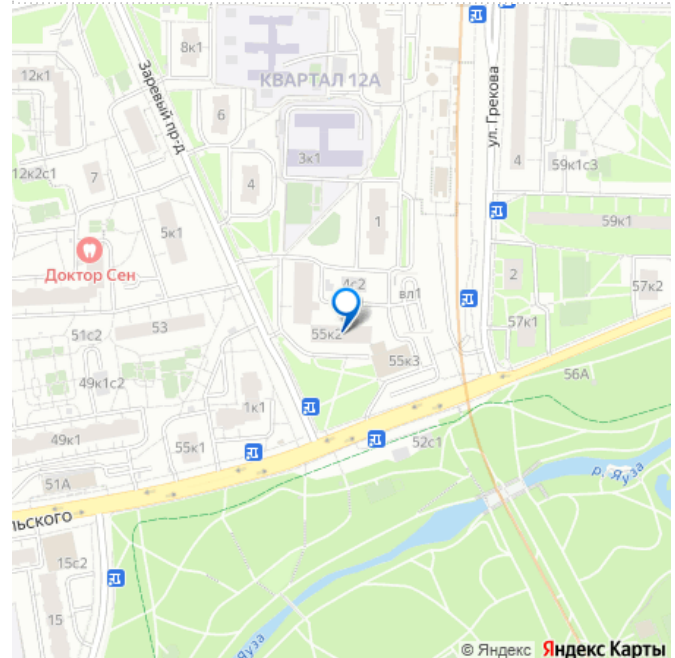 8к1
12к1
КВАРТАЛ 12А
Заревый пр-д
ул. Грекова
6
3к1
4
59к1с3
12к2с1
7
4
5к1
1
59к1
Доктор Сен
2
4с2
вл1
57к2
51с2
53
55к2
57к1
55к3
49к1с2
56А
1к1
49к1
55к1
52с1
51А
р. Яуза
льского
15с2
15
Яуза
© Яндекс Яндекс Карты